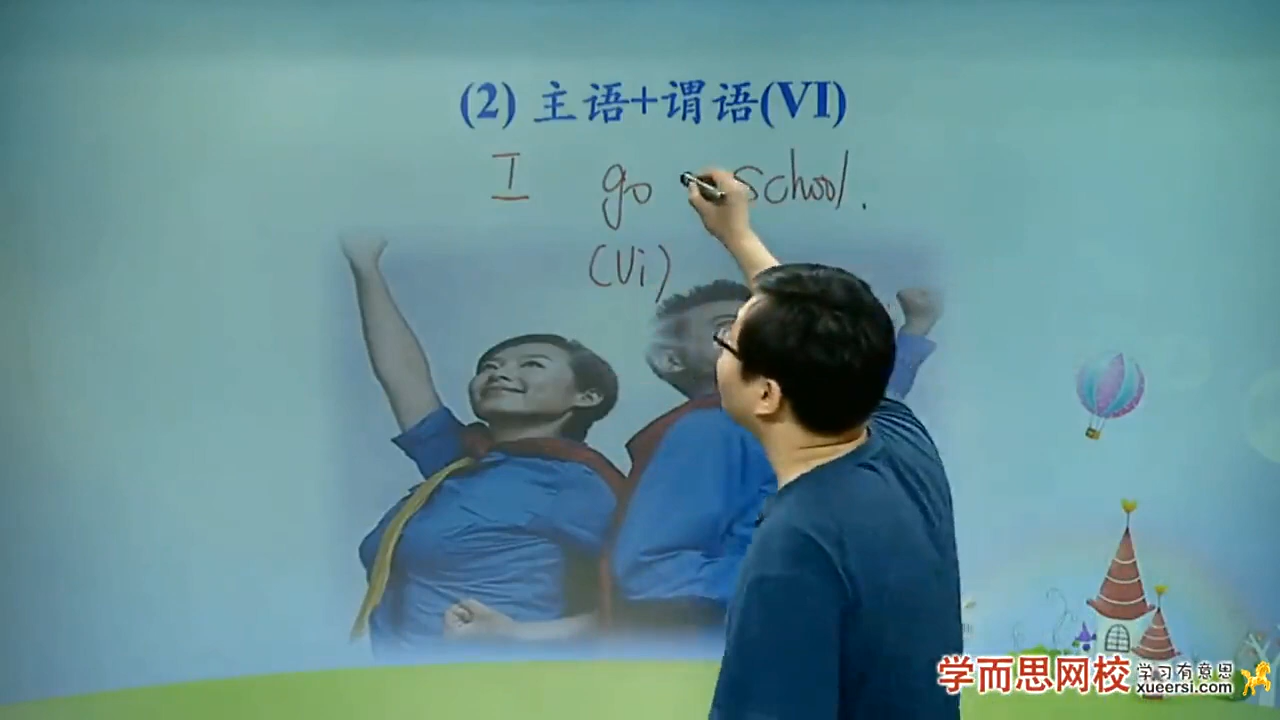 (2) 主语+谓语(VI)
I go school.
(Vi)
学而思网校
学习有意思
xueersi.com